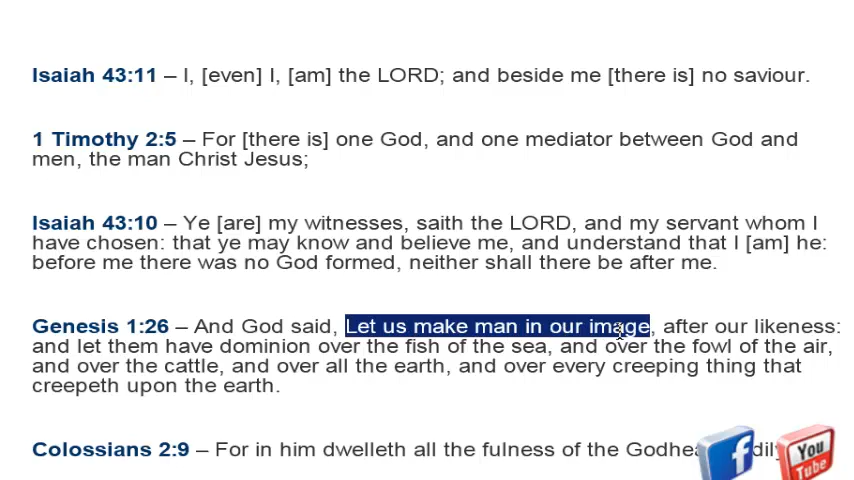 Isaiah 43:11 – I, [even] I, [am] the LORD; and beside me [there is] no saviour.
1 Timothy 2:5 – For [there is] one God, and one mediator between God and
men, the man Christ Jesus;
Isaiah 43:10 – Ye [are] my witnesses, saith the LORD, and my servant whom I
have chosen: that ye may know and believe me, and understand that I [am] he:
before me there was no God formed, neither shall there be after me.
Genesis 1:26 – And God said, Let us make man in our image, after our likeness:
and let them have dominion over the fish of the sea, and over the fowl of the air,
and over the cattle, and over all the earth, and over every creeping thing that
creepeth upon the earth.
Colossians 2:9 – For in him dwelleth all the fulness of the
f
You
Tube